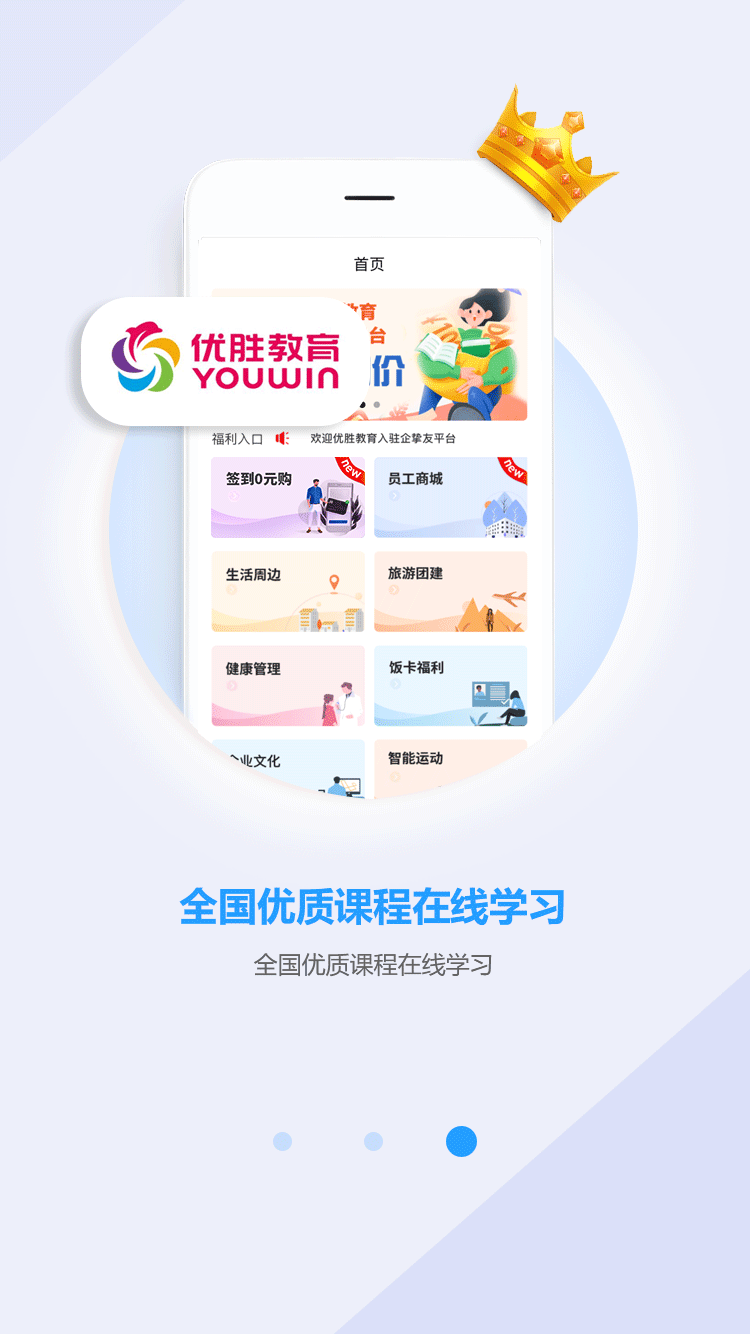 首页
教育
台
价
优胜教育
YOUWIN
福利入口
欢迎优胜教育入驻企挚友平台
签到0元购
new
员工商城
new
生活周边
旅游团建
健康管理
饭卡福利
企业文化
智能运动
全国优质课程在线学习
全国优质课程在线学习